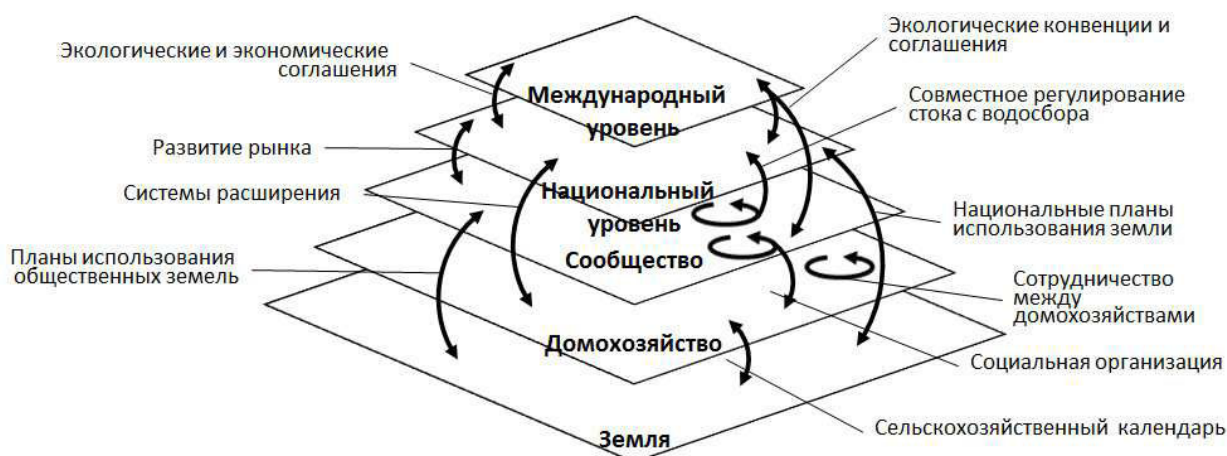 Экологические и экономические
соглашения
Развитие рынка
Системы расширения
Планы использования
общественных земель
Международный
уровень
Национальный
уровень
Сообщество
Домохозяйство
Земля
Экологические конвенции и
соглашения
Совместное регулирование
стока с водосбора
Национальные планы
использования земли
Сотрудничество
между
домохозяйствами
Социальная организация
Сельскохозяйственный календарь